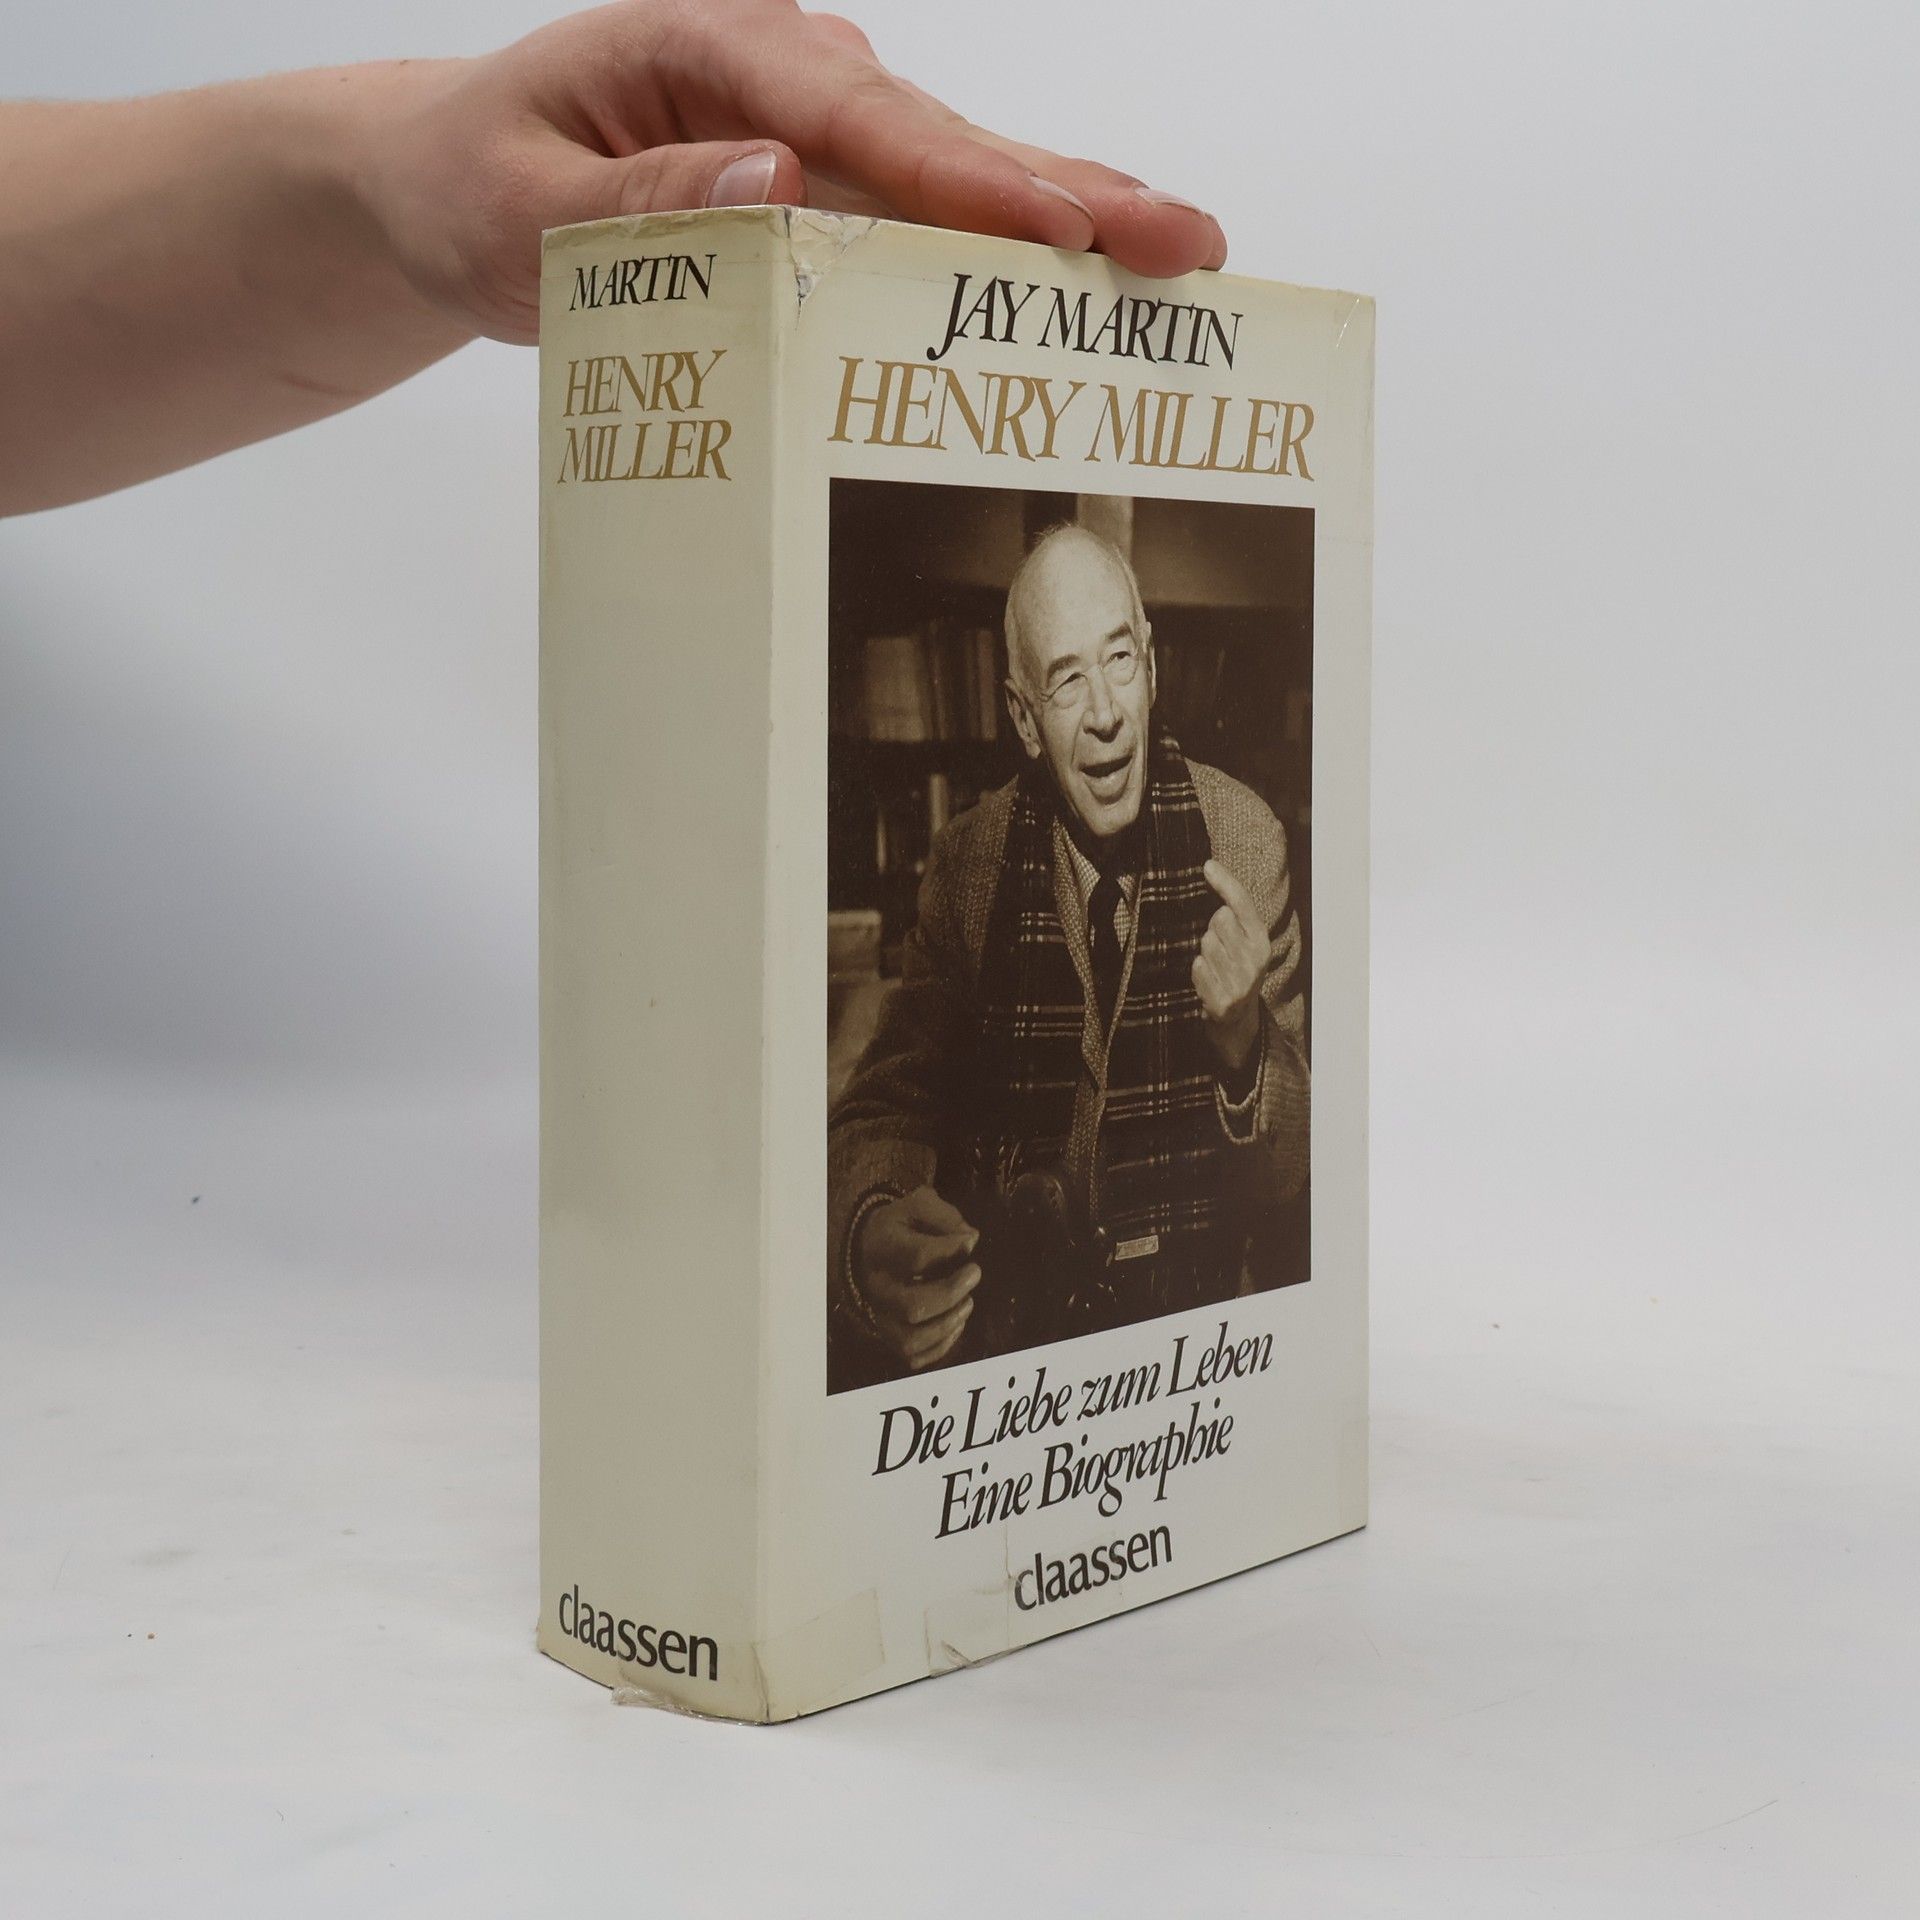 MARTIN
HENRY
MILLER
claassen
JAY MARTIN
HENRY MILLER
Die Liebe zum Leben
Eine Biographie
claassen